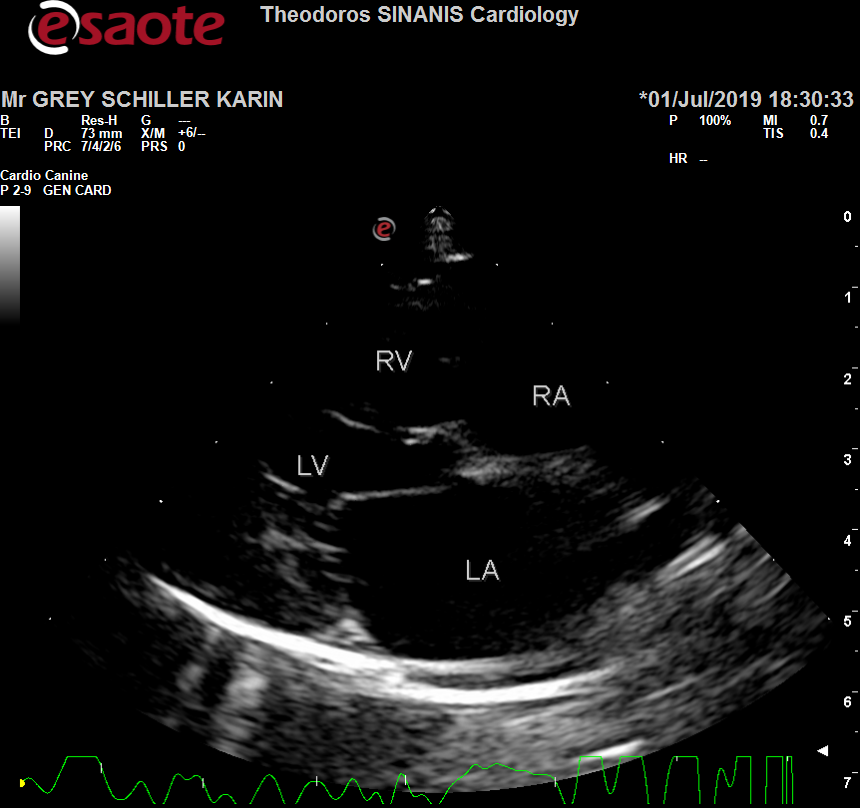 esaote
Theodoros SINANIS Cardiology
Mr GREY SCHILLER KARIN
*01/Jul/2019 18:30:33
B Res-H G ---
TEI D 73 mm X/M +6/--
PRC 7/4/2/6 PRS 0
P 100% MI 0.7
TIS 0.4
HR --
Cardio Canine
P 2-9 GEN CARD
e
0
1
RV
2
RA
3
LV
4
LA
5
6
7